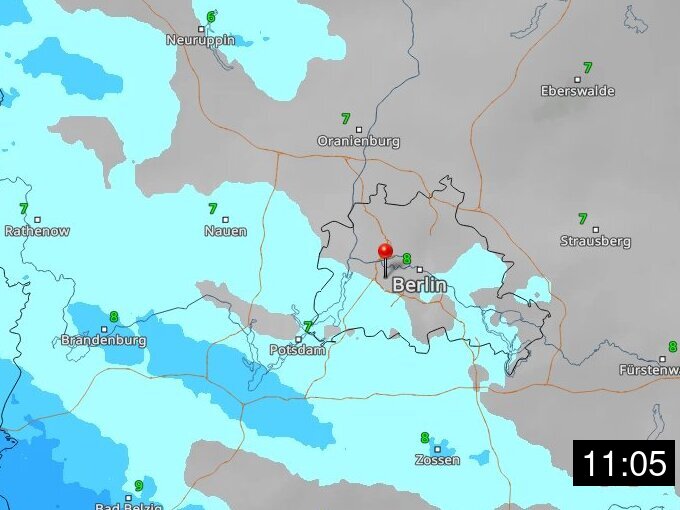 6
Neuruppin
7
Eberswalde
7
Oranienburg
7
Rathenow
7
Nauen
7
Strausberg
8
Berlin
8
Brandenburg
7
Potsdam
8
Fürstenwa
8
Zossen
11:05
9
Bad Belzig